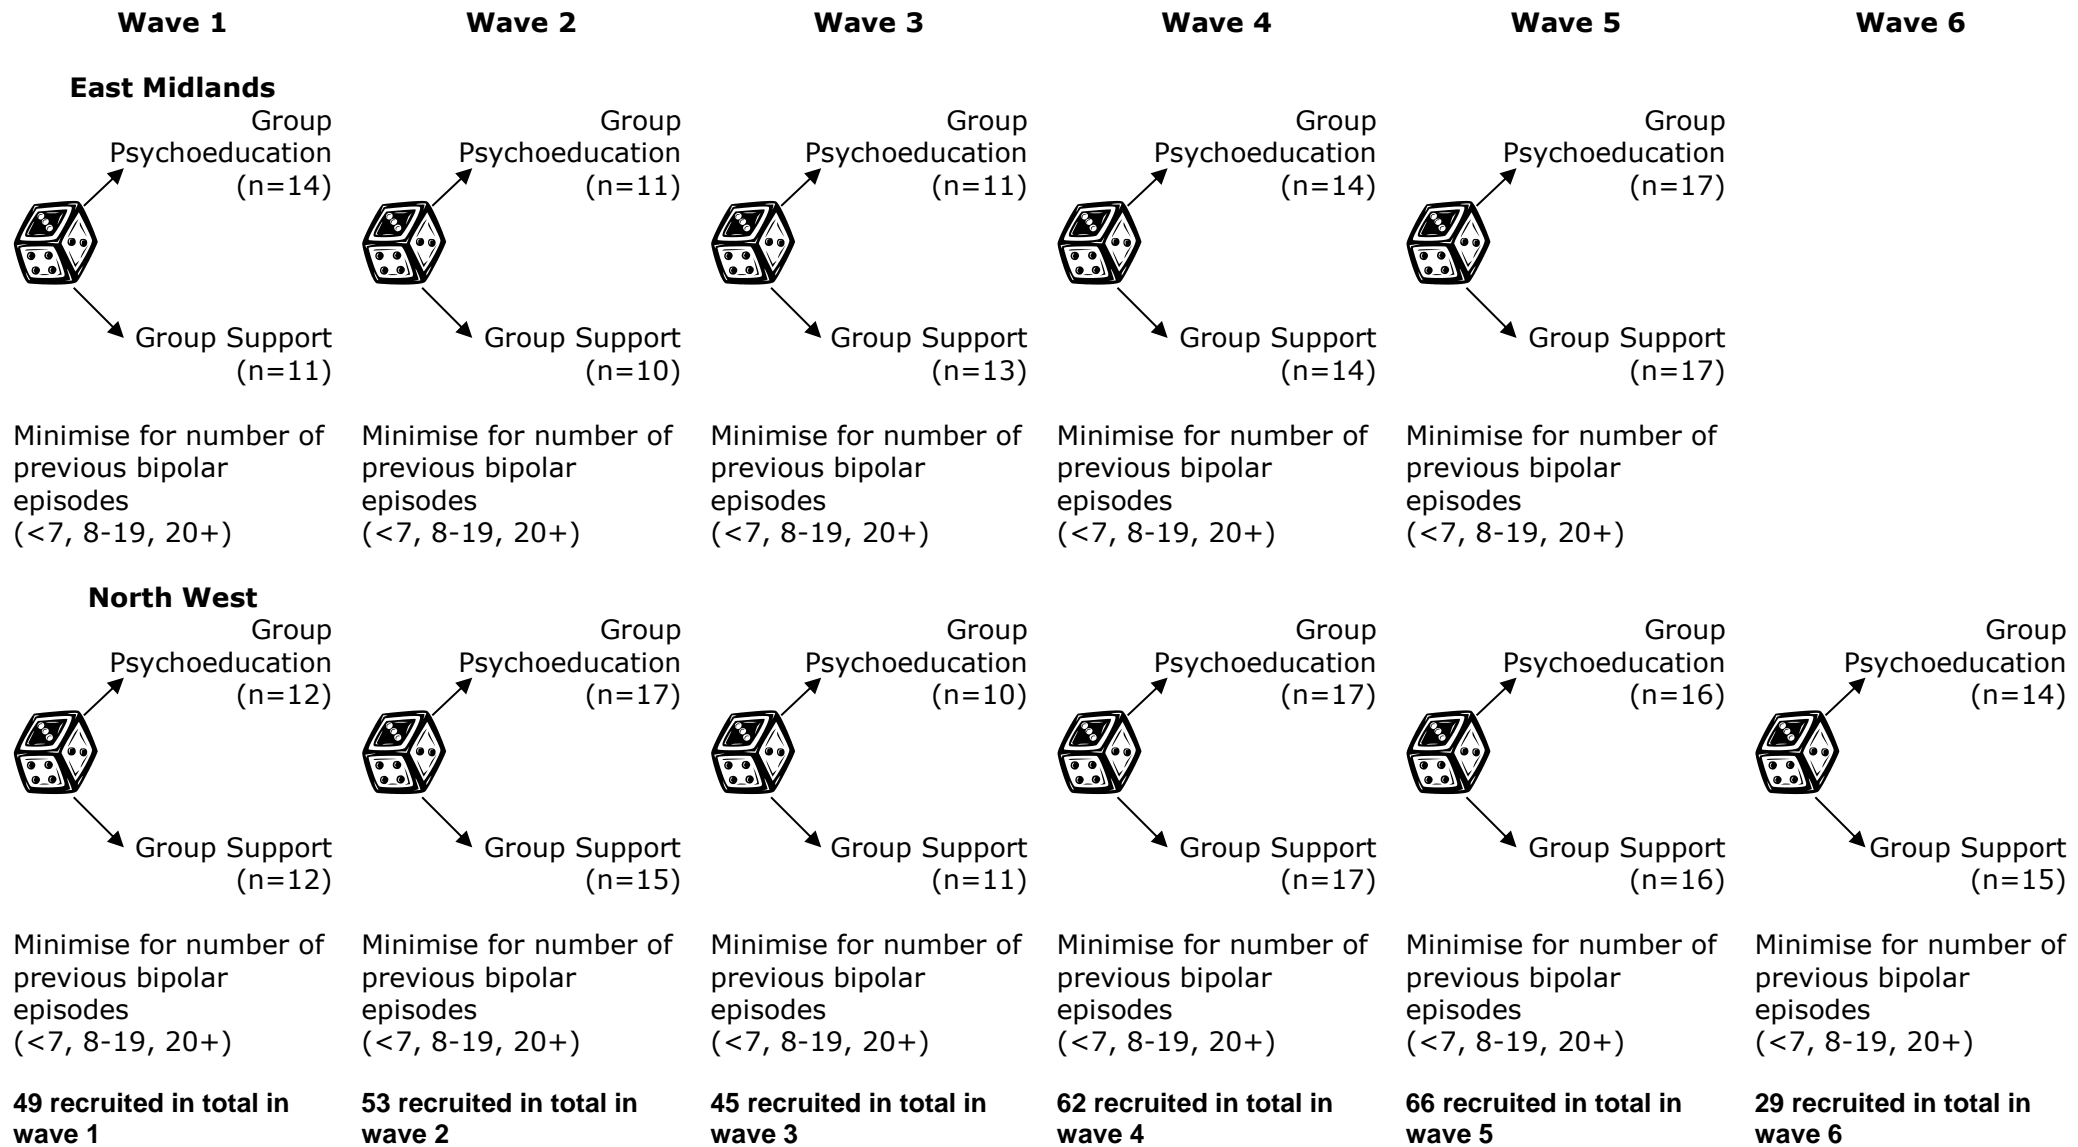 Wave 1
Wave 2
Wave 3
Wave 4
Wave 5
Wave 6
East Midlands
Group
Psychoeducation
(n=14)
Group Support
(n=11)
Minimise for number of
previous bipolar
episodes
(<7, 8-19, 20+)
Group
Psychoeducation
(n=11)
Group Support
(n=10)
Minimise for number of
previous bipolar
episodes
(<7, 8-19, 20+)
Group
Psychoeducation
(n=11)
Group Support
(n=13)
Minimise for number of
previous bipolar
episodes
(<7, 8-19, 20+)
Group
Psychoeducation
(n=14)
Group Support
(n=14)
Minimise for number of
previous bipolar
episodes
(<7, 8-19, 20+)
Group
Psychoeducation
(n=17)
Group Support
(n=17)
Minimise for number of
previous bipolar
episodes
(<7, 8-19, 20+)
North West
Group
Psychoeducation
(n=12)
Group Support
(n=12)
Minimise for number of
previous bipolar
episodes
(<7, 8-19, 20+)
Group
Psychoeducation
(n=17)
Group Support
(n=15)
Minimise for number of
previous bipolar
episodes
(<7, 8-19, 20+)
Group
Psychoeducation
(n=10)
Group Support
(n=11)
Minimise for number of
previous bipolar
episodes
(<7, 8-19, 20+)
Group
Psychoeducation
(n=17)
Group Support
(n=17)
Minimise for number of
previous bipolar
episodes
(<7, 8-19, 20+)
Group
Psychoeducation
(n=16)
Group Support
(n=16)
Minimise for number of
previous bipolar
episodes
(<7, 8-19, 20+)
Group
Psychoeducation
(n=14)
Group Support
(n=15)
Minimise for number of
previous bipolar
episodes
(<7, 8-19, 20+)
49 recruited in total in
wave 1
53 recruited in total in
wave 2
45 recruited in total in
wave 3
62 recruited in total in
wave 4
66 recruited in total in
wave 5
29 recruited in total in
wave 6